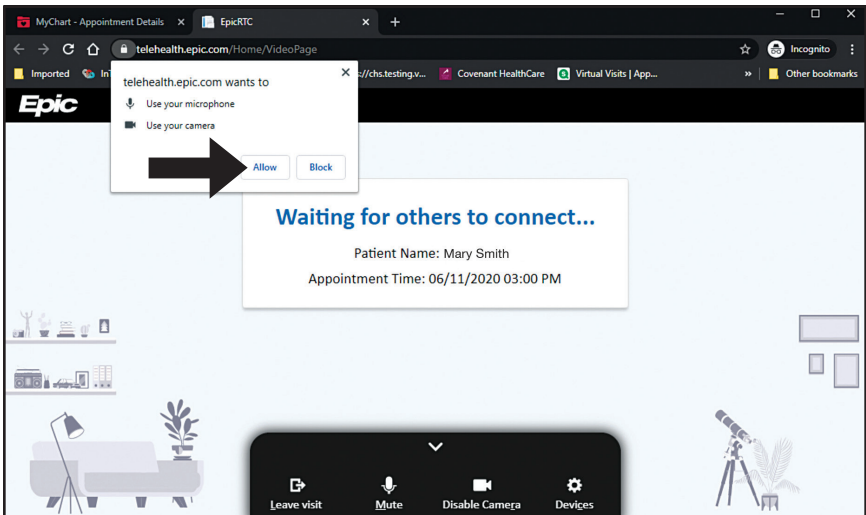 MyChart - Appointment Details
EpicRTC
telehealth.epic.com/Home/VideoPage
Incognito
Imported
://chs.testing.v...
Covenant HealthCare
Virtual Visits | App...
»
Other bookmarks
Epic
telehealth.epic.com wants to
Use your microphone
Use your camera
Allow
Block
Waiting for others to connect...
Patient Name: Mary Smith
Appointment Time: 06/11/2020 03:00 PM
Leave visit
Mute
Disable Camera
Devices